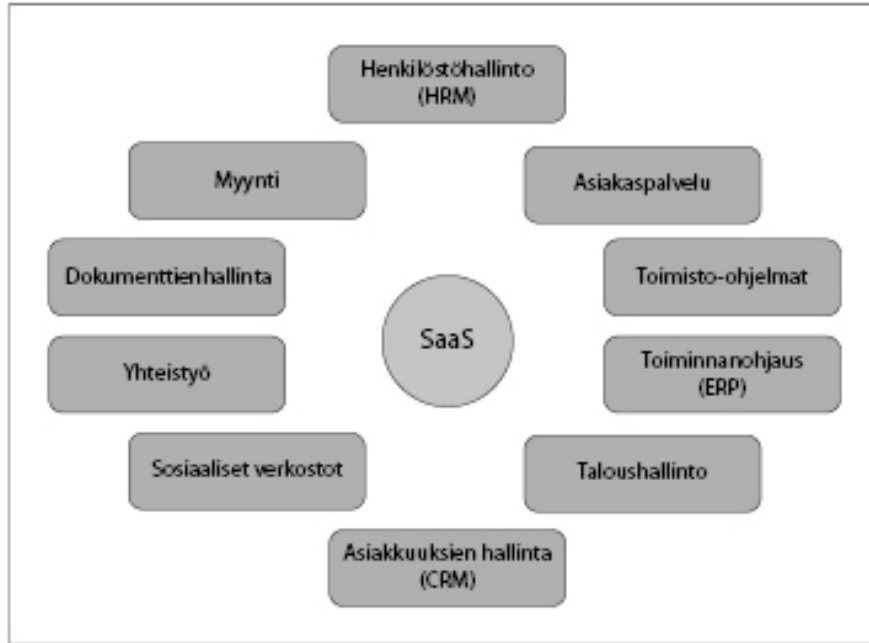 Henkilöstöhallinto
(HRM)
Myynti
Asiakaspalvelu
Dokumenttienhallinta
Toimisto-ohjelmat
SaaS
Yhteistyö
Toiminnanohjaus
(ERP)
Sosiaaliset verkostot
Taloushallinto
Asiakkuuksien hallinta
(CRM)